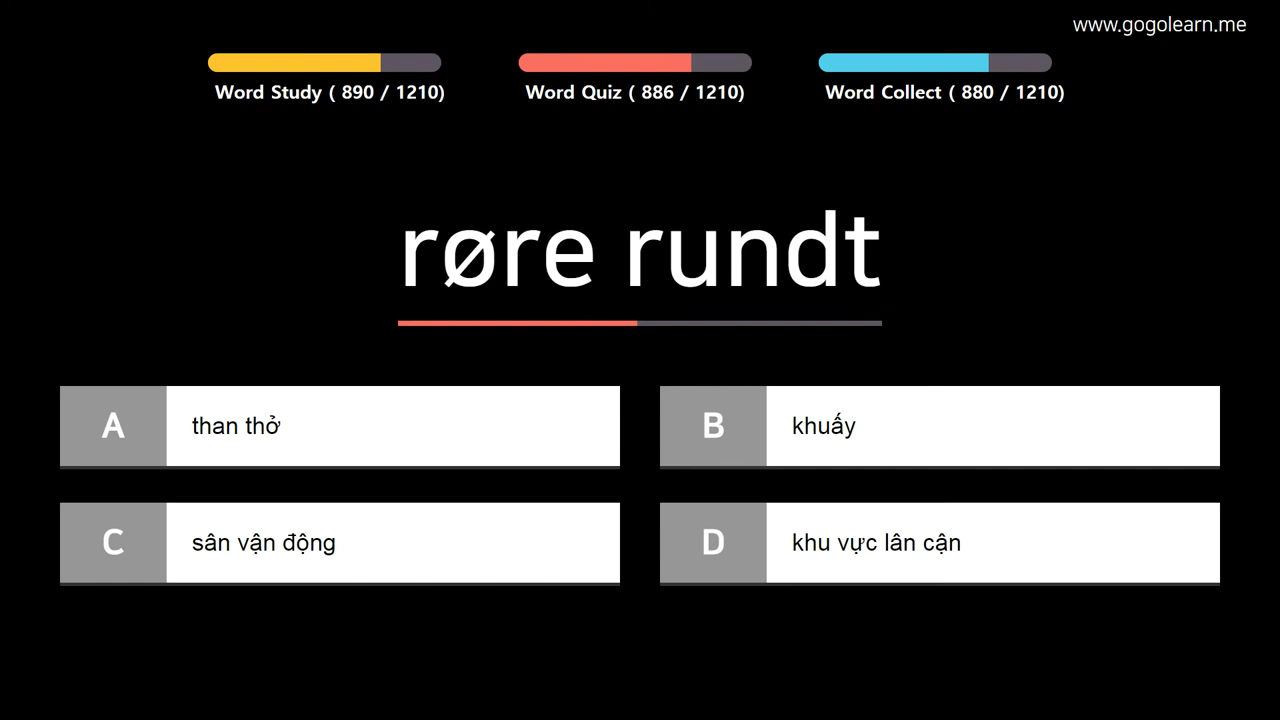 www.gogolearn.me
Word Study ( 890 / 1210)
Word Quiz ( 886 / 1210)
Word Collect ( 880 / 1210)
røre rundt
A than thở
B khuấy
C sân vận động
D khu vực lân cận